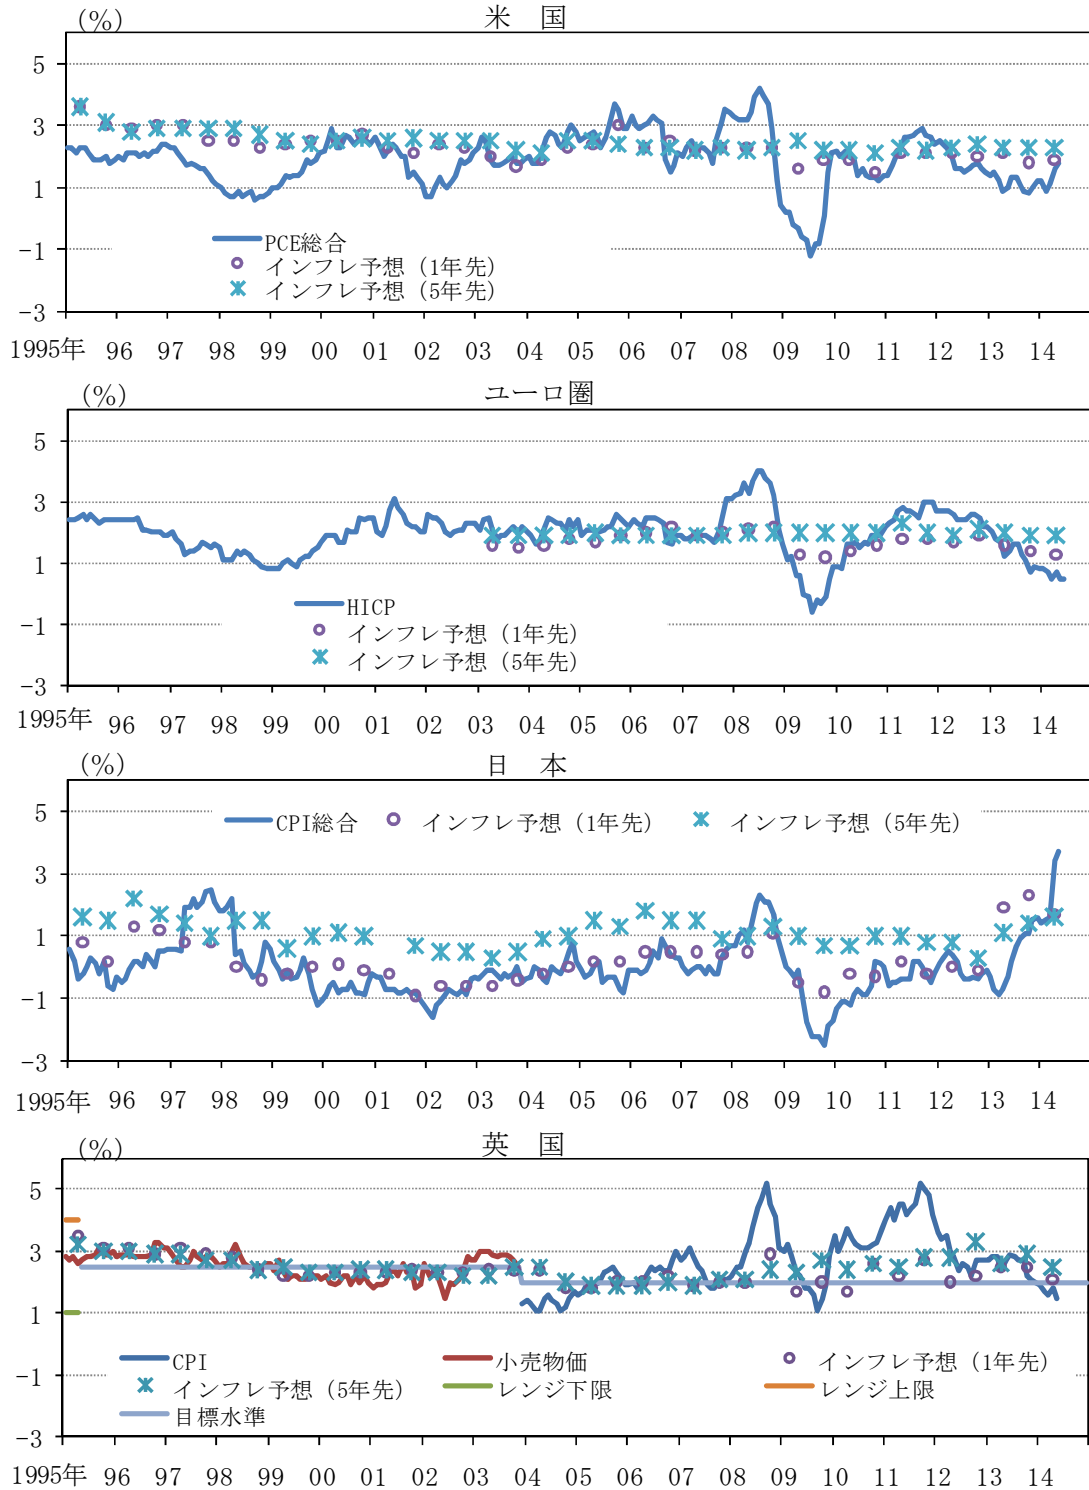 米　国
(%)
5
3
1
-1
-3
PCE総合
インフレ予想（1年先）
インフレ予想（5年先）
1995年 96 97 98 99 00 01 02 03 04 05 06 07 08 09 10 11 12 13 14
ユーロ圏
(%)
5
3
1
-1
-3
HICP
インフレ予想（1年先）
インフレ予想（5年先）
1995年 96 97 98 99 00 01 02 03 04 05 06 07 08 09 10 11 12 13 14
日　本
(%)
5
3
1
-1
-3
CPI総合 インフレ予想（1年先） インフレ予想（5年先）
1995年 96 97 98 99 00 01 02 03 04 05 06 07 08 09 10 11 12 13 14
英　国
(%)
5
3
1
-1
-3
CPI 小売物価 インフレ予想（1年先）
インフレ予想（5年先） レンジ下限 レンジ上限
目標水準
1995年 96 97 98 99 00 01 02 03 04 05 06 07 08 09 10 11 12 13 14